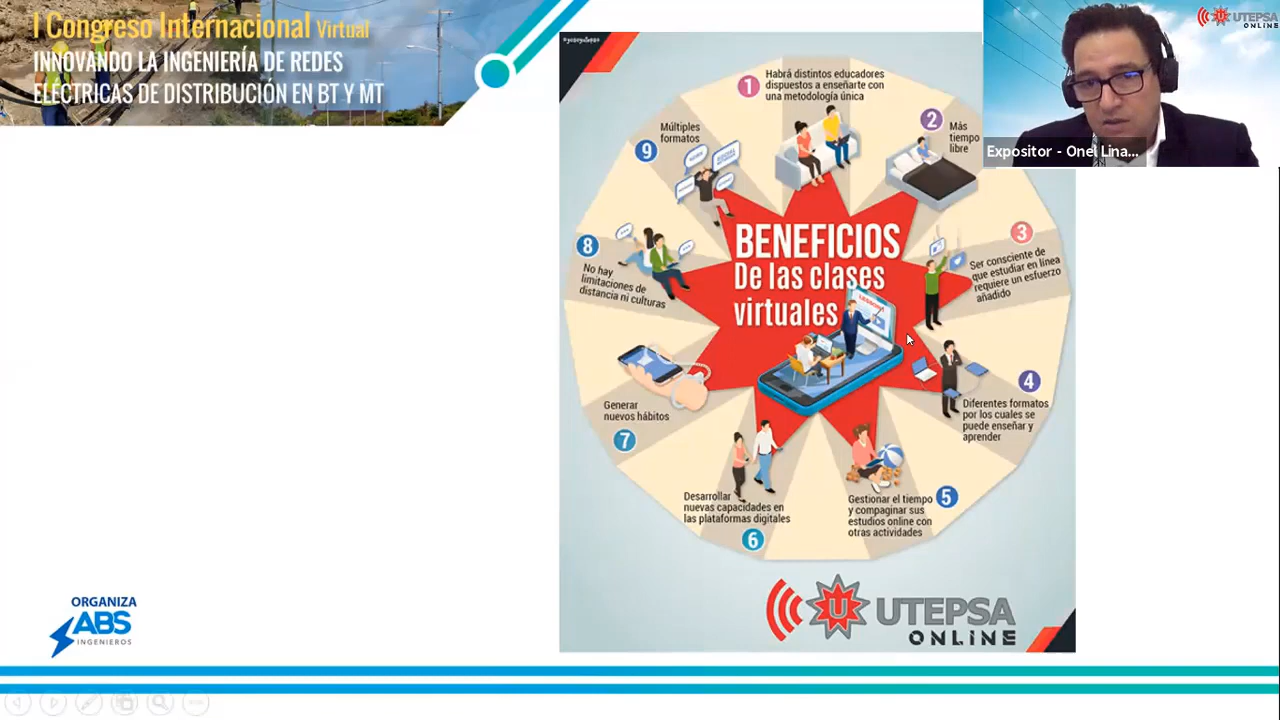 I Congreso Internacional Virtual
INNOVANDO LA INGENIERÍA DE REDES
ELÉCTRICAS DE DISTRIBUCIÓN EN BT Y MT
UTEPSA
ONLINE
Expositor - Onel Lina...
1
Habrá distintos educadores
dispuestos a enseñarte con
una metodología única
2
Más
tiempo
libre
3
Ser consciente de
que estudiar en línea
requiere un esfuerzo
añadido
4
Diferentes formatos
por los cuales se
puede enseñar y
aprender
5
Gestionar el tiempo
y compaginar sus
estudios online con
otras actividades
6
Desarrollar
nuevas capacidades en
las plataformas digitales
7
Generar
nuevos hábitos
8
No hay
limitaciones de
distancia ni culturas
9
Múltiples
formatos
BENEFICIOS
De las clases
virtuales
LESSONS
U
UTEPSA
ONLINE
ORGANIZA
ABS
INGENIEROS